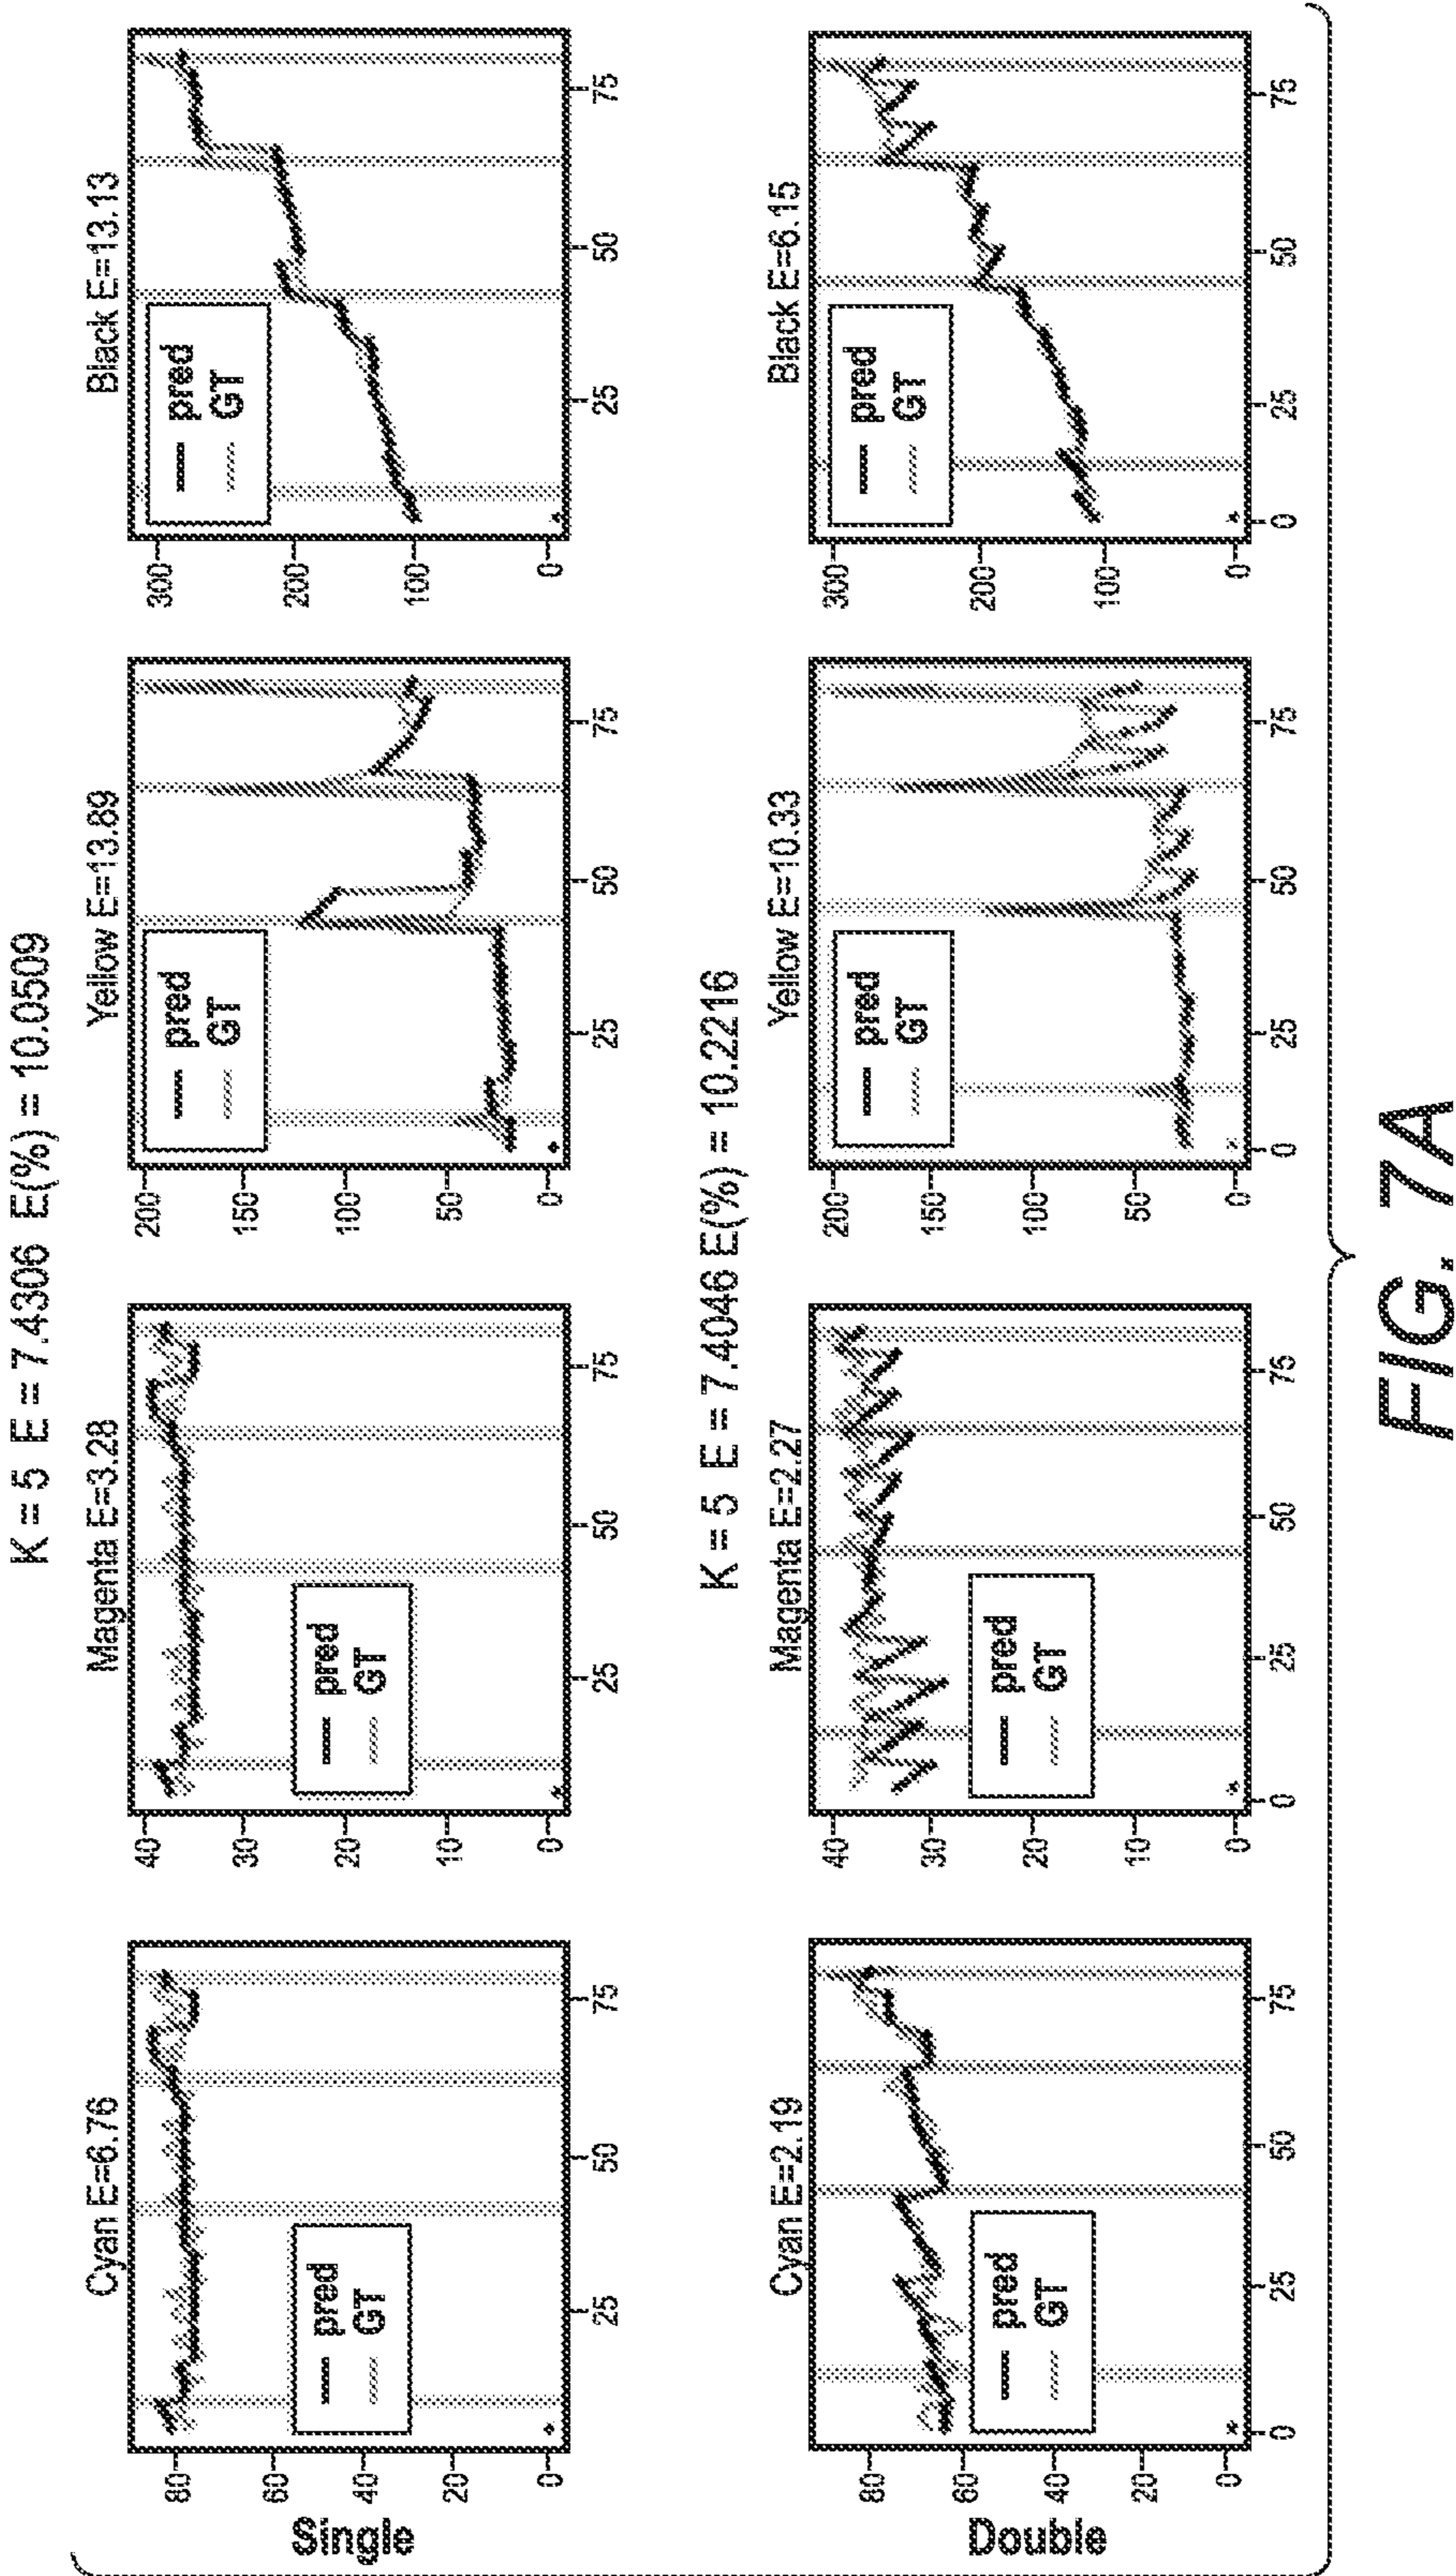 K = 5 E = 7.4306 E(%) = 10.0509
Single
Cyan E=6.76
80
60
40
20
0
pred
GT
25
50
75
Magenta E=3.28
40
30
20
10
0
pred
GT
25
50
75
Yellow E=13.89
200
150
100
50
0
pred
GT
25
50
75
Black E=13.13
300
200
100
0
pred
GT
25
50
75
K = 5 E = 7.4046 E(%) = 10.2216
Double
Cyan E=2.19
80
60
40
20
0
pred
GT
0
25
50
75
Magenta E=2.27
40
30
20
10
0
pred
GT
0
25
50
75
Yellow E=10.33
200
150
100
50
0
pred
GT
0
25
50
75
Black E=6.15
300
200
100
0
pred
GT
0
25
50
75
FIG. 7A